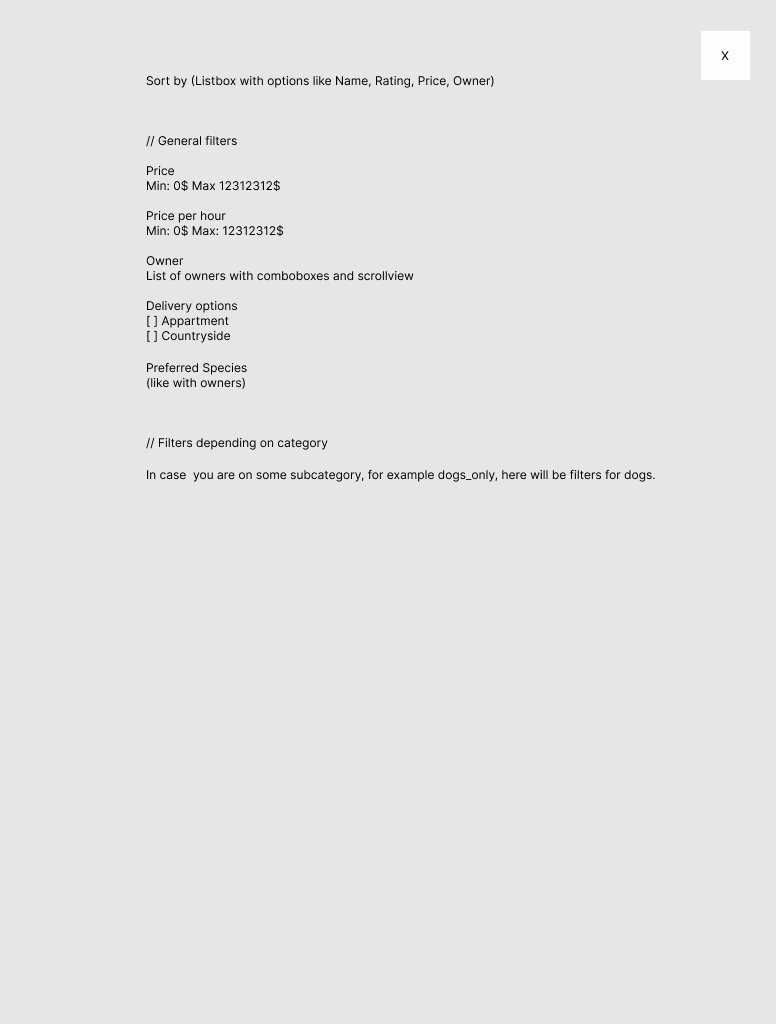 X
Sort by (Listbox with options like Name, Rating, Price, Owner)
// General filters
Price
Min: 0$ Max 12312312$
Price per hour
Min: 0$ Max: 12312312$
Owner
List of owners with comboboxes and scrollview
Delivery options
[ ] Appartment
[ ] Countryside
Preferred Species
(like with owners)
// Filters depending on category
In case  you are on some subcategory, for example dogs_only, here will be filters for dogs.